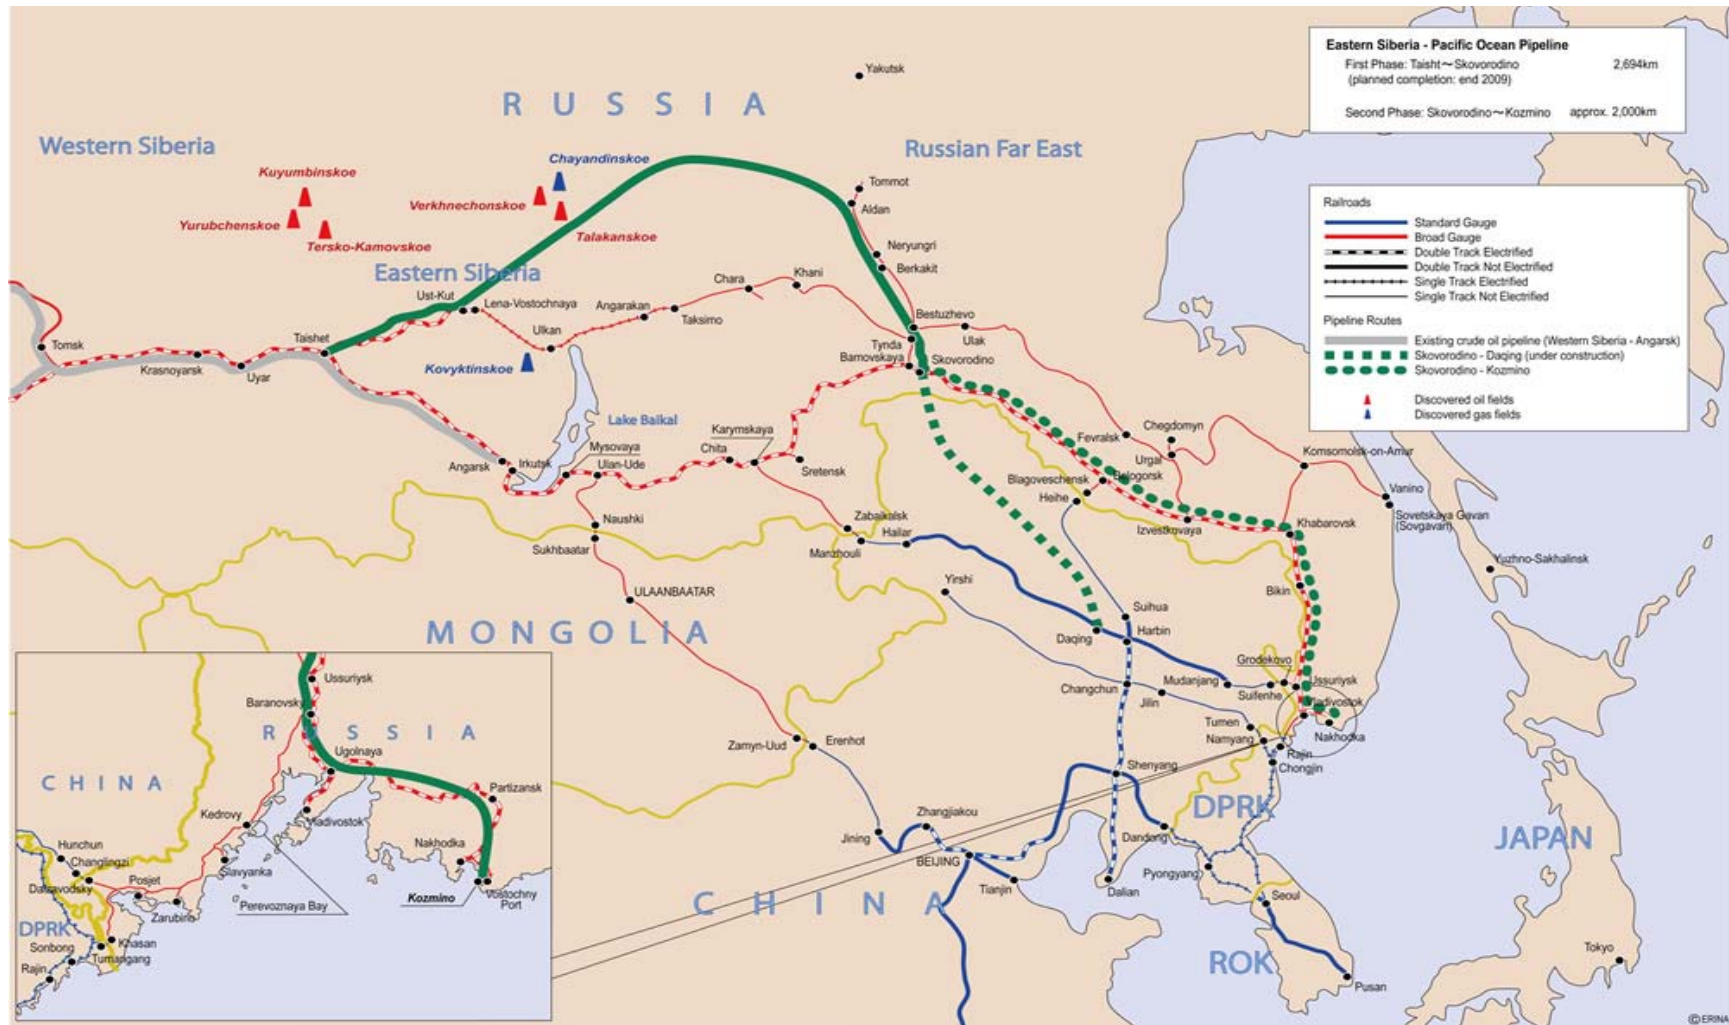 Eastern Siberia - Pacific Ocean Pipeline
First Phase: Taisht～Skovorodino 2,694km
(planned completion: end 2009)
Second Phase: Skovorodino～Kozmino approx. 2,000km
Yakutsk
RUSSIA
Western Siberia
Russian Far East
Kuyumbinskoe
Chayandinskoe
Yurubchenskoe
Verkhnechonskoe
Tersko-Kamovskoe
Talakanskoe
Eastern Siberia
Tommot
Aldan
Neryungri
Berkakit
Railroads
Standard Gauge
Broad Gauge
Double Track Electrified
Double Track Not Electrified
Single Track Electrified
Single Track Not Electrified
Pipeline Routes
Existing crude oil pipeline (Western Siberia - Angarsk)
Skovorodino - Daqing (under construction)
Skovorodino - Kozmino
Discovered oil fields
Discovered gas fields
Ust-Kut
Lena-Vostochnaya
Angarakan
Chara
Khani
Taksimo
Ulkan
Bestuzhevo
Tynda
Ulak
Bamovskaya
Skovorodino
Tomsk
Krasnoyarsk
Uyar
Taishet
Kovyktinskoe
Lake Baikal
Angarsk
Irkutsk
Mysovaya
Ulan-Ude
Chita
Karymskaya
Sretensk
Fevralsk
Chegdomyn
Urgal
Komsomolsk-on-Amur
Blagoveschensk
Belogorsk
Heihe
Vanino
Sovetskaya Gavan
(Sovgavan)
Izvestkovaya
Khabarovsk
Yuzhno-Sakhalinsk
Naushki
Sukhbaatar
Zabaikalsk
Manzhouli
Hailar
Yirshi
Bikin
ULAANBAATAR
MONGOLIA
Suihua
Daqing
Harbin
Grodekovo
Changchun
Jilin
Mudanjang
Suifenhe
Ussuriysk
Vladivostok
Nakhodka
Tumen
Namyang
Rajin
Chongjin
Zamyn-Uud
Erenhot
Shenyang
DPRK
Dandong
Zhangjiakou
Jining
BEIJING
Tianjin
Dalian
Pyongyang
Seoul
CHINA
ROK
JAPAN
Tokyo
Pusan
Ussuriysk
Baranovsky
RUSSIA
Ugolnaya
CHINA
Partizansk
Kedrovy
Vladivostok
Nakhodka
Hunchun
Changlingzi
Posjet
Slavyanka
Zarubino
Perevoznaya Bay
Kozmino
Vostochny
Port
DPRK
Sonbong
Khasan
Tumangang
Rajin
©ERINA